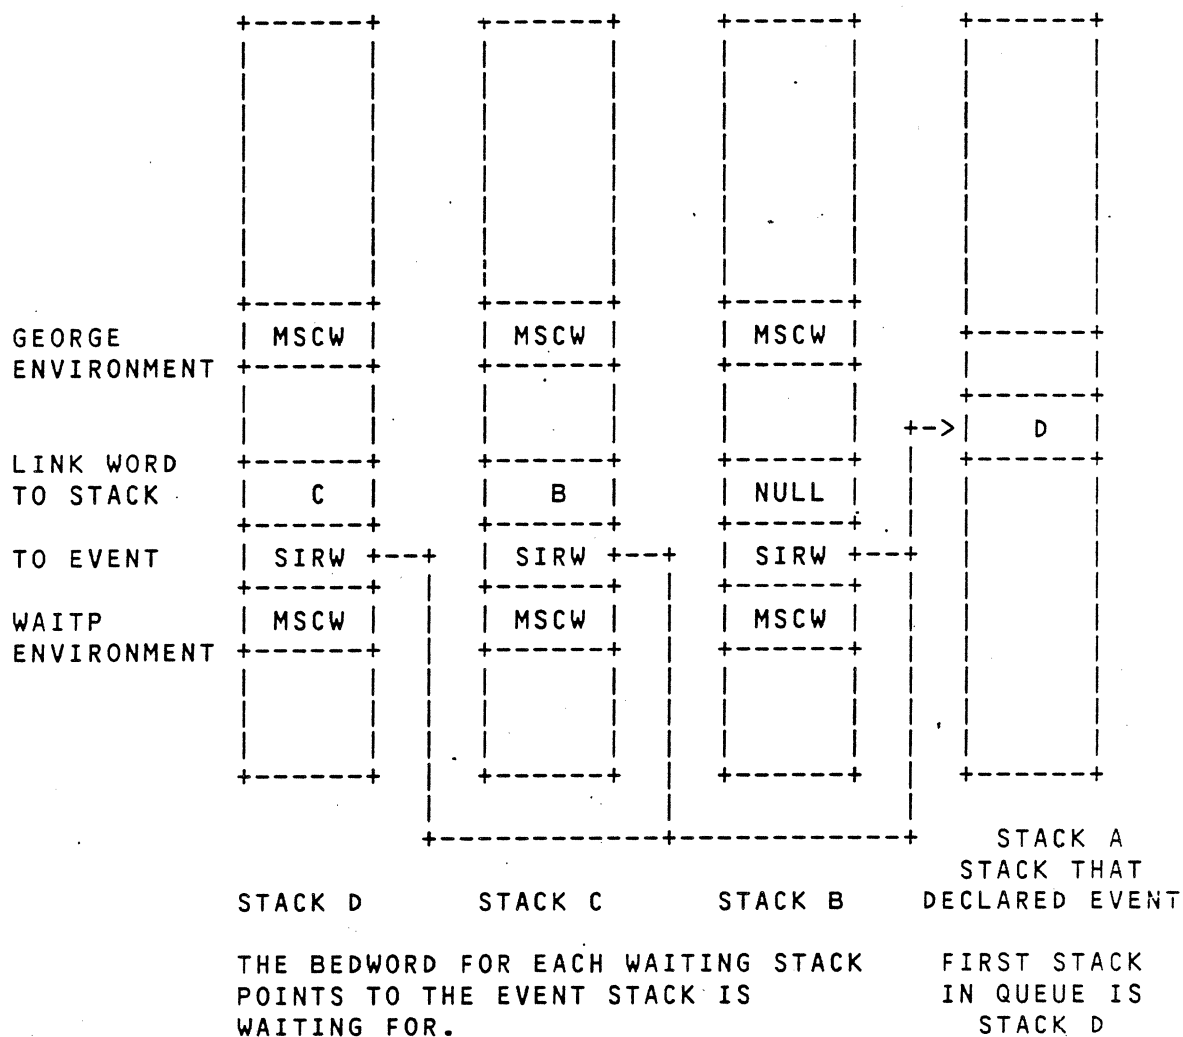 MSCW MSCW MSCW
GEORGE
ENVIRONMENT
D
LINK WORD
TO STACK C B NULL
TO EVENT SIRW SIRW SIRW
WAITP MSCW MSCW MSCW
ENVIRONMENT
STACK A
STACK THAT
DECLARED EVENT
STACK D STACK C STACK B
THE BEDWORD FOR EACH WAITING STACK
POINTS TO THE EVENT STACK IS
WAITING FOR.
FIRST STACK
IN QUEUE IS
STACK D